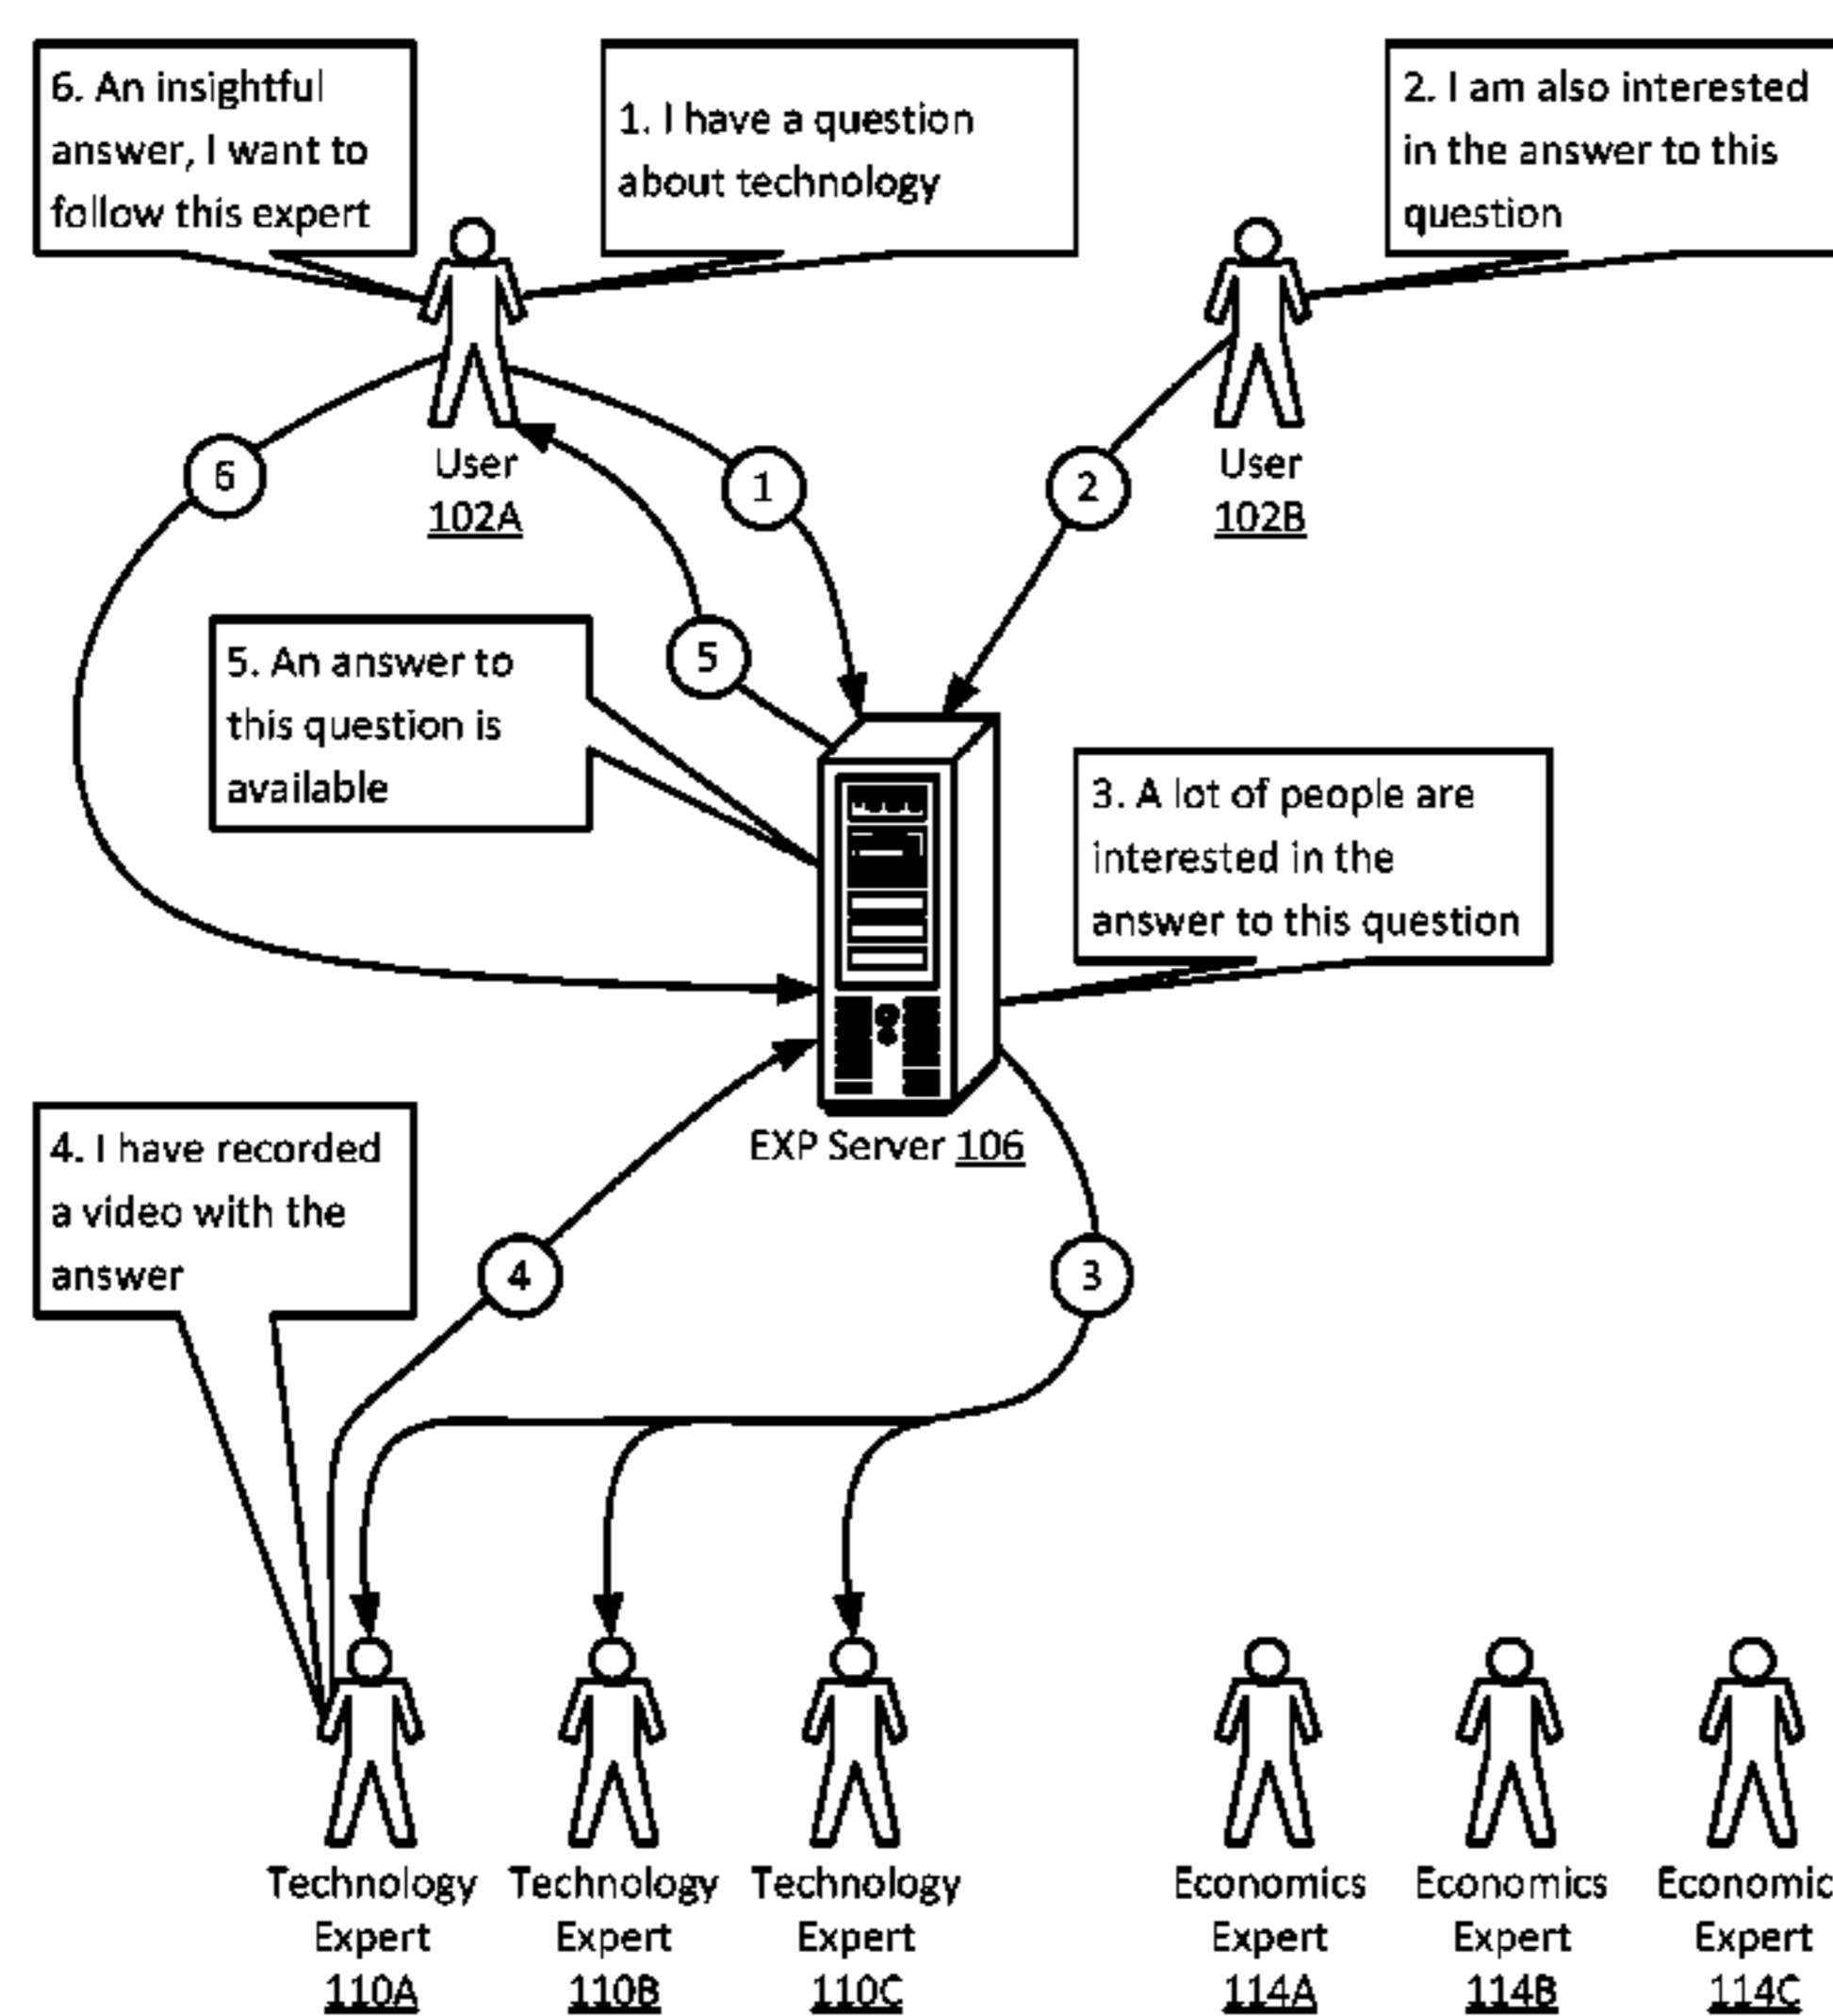 6. An insightful
answer, I want to
follow this expert
1. I have a question
about technology
2. I am also interested
in the answer to this
question
User
102A
User
102B
6
1
2
5
5. An answer to
this question is
available
3. A lot of people are
interested in the
answer to this question
EXP Server 106
4. I have recorded
a video with the
answer
4
3
Technology
Expert
110A
Technology
Expert
110B
Technology
Expert
110C
Economics
Expert
114A
Economics
Expert
114B
Economic
Expert
114C